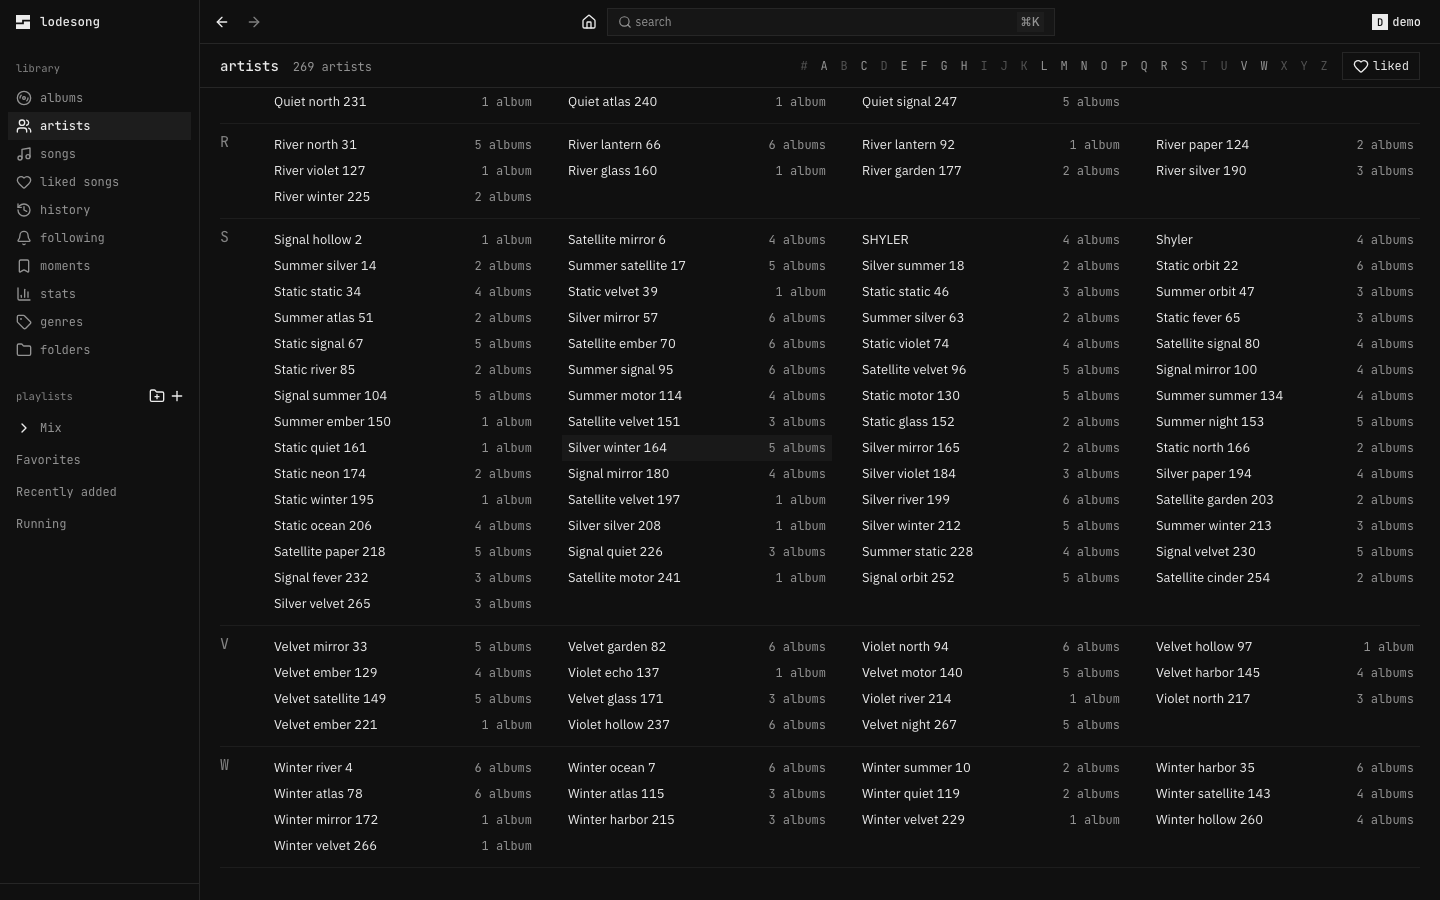 lodesong
search
⌘K
D demo
library
albums
artists
songs
liked songs
history
following
moments
stats
genres
folders
playlists
Mix
Favorites
Recently added
Running
artists 269 artists
# A B C D E F G H I J K L M N O P Q R S T U V W X Y Z
liked
Quiet north 231 1 album Quiet atlas 240 1 album Quiet signal 247 5 albums
R
River north 31 5 albums River lantern 66 6 albums River lantern 92 1 album River paper 124 2 albums
River violet 127 1 album River glass 160 1 album River garden 177 2 albums River silver 190 3 albums
River winter 225 2 albums
S
Signal hollow 2 1 album Satellite mirror 6 4 albums SHYLER 4 albums Shyler 4 albums
Summer silver 14 2 albums Summer satellite 17 5 albums Silver summer 18 2 albums Static orbit 22 6 albums
Static static 34 4 albums Static velvet 39 1 album Static static 46 3 albums Summer orbit 47 3 albums
Summer atlas 51 2 albums Silver mirror 57 6 albums Summer silver 63 2 albums Static fever 65 3 albums
Static signal 67 5 albums Satellite ember 70 6 albums Static violet 74 4 albums Satellite signal 80 4 albums
Static river 85 2 albums Summer signal 95 6 albums Satellite velvet 96 5 albums Signal mirror 100 4 albums
Signal summer 104 5 albums Summer motor 114 4 albums Static motor 130 5 albums Summer summer 134 4 albums
Summer ember 150 1 album Satellite velvet 151 3 albums Static glass 152 2 albums Summer night 153 5 albums
Static quiet 161 1 album Silver winter 164 5 albums Silver mirror 165 2 albums Static north 166 2 albums
Static neon 174 2 albums Signal mirror 180 4 albums Silver violet 184 3 albums Silver paper 194 4 albums
Static winter 195 1 album Satellite velvet 197 1 album Silver river 199 6 albums Satellite garden 203 2 albums
Static ocean 206 4 albums Silver silver 208 1 album Silver winter 212 5 albums Summer winter 213 3 albums
Satellite paper 218 5 albums Signal quiet 226 3 albums Summer static 228 4 albums Signal velvet 230 5 albums
Signal fever 232 3 albums Satellite motor 241 1 album Signal orbit 252 5 albums Satellite cinder 254 2 albums
Silver velvet 265 3 albums
V
Velvet mirror 33 5 albums Velvet garden 82 6 albums Violet north 94 6 albums Velvet hollow 97 1 album
Velvet ember 129 4 albums Violet echo 137 1 album Velvet motor 140 5 albums Velvet harbor 145 4 albums
Velvet satellite 149 5 albums Velvet glass 171 3 albums Violet river 214 1 album Violet north 217 3 albums
Velvet ember 221 1 album Violet hollow 237 6 albums Velvet night 267 5 albums
W
Winter river 4 6 albums Winter ocean 7 6 albums Winter summer 10 2 albums Winter harbor 35 6 albums
Winter atlas 78 6 albums Winter atlas 115 3 albums Winter quiet 119 2 albums Winter satellite 143 4 albums
Winter mirror 172 1 album Winter harbor 215 3 albums Winter velvet 229 1 album Winter hollow 260 4 albums
Winter velvet 266 1 album